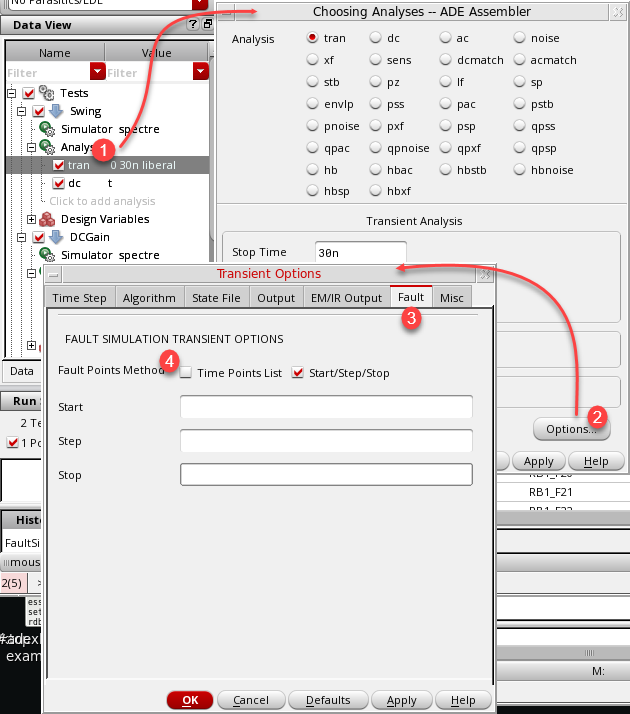 No Parasitics/LDE
Data View
Name Value
Filter Filter
Tests
Swing
Simulator spectre
Analys
1
tran 0 30n liberal
dc t
Click to add analysis
Design Variables
DCGain
Simulator spectre
Data
Run
2 Te
1 Po
Histo
FaultSi
mous
2(5) >
ess
set
rdb
exam
Choosing Analyses -- ADE Assembler
Analysis
tran dc ac noise
xf sens dcmatch acmatch
stb pz lf sp
envlp pss pac pstb
pnoise pxf psp qpss
qpac qpnoise qpxf qpsp
hb hbac hbstb hbnoise
hbsp hbxf
Transient Analysis
Stop Time 30n
2
Options...
Apply Help
RB1_F21
M:
Transient Options
Time Step Algorithm State File Output EM/IR Output Fault Misc
3
FAULT SIMULATION TRANSIENT OPTIONS
4
Fault Points Method Time Points List Start/Step/Stop
Start
Step
Stop
OK Cancel Defaults Apply Help